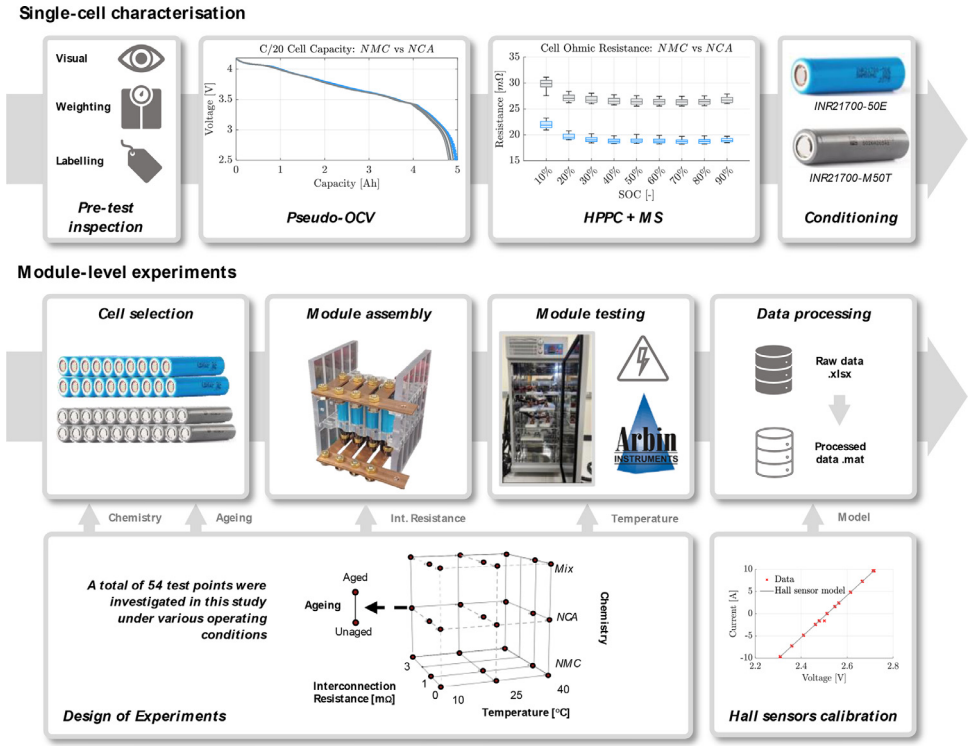 Single-cell characterisation
Visual
Weighting
Labelling
Pre-test
inspection
C/20 Cell Capacity: NMC vs NCA
Voltage [V]
4
3.5
3
2.5
0
1
2
3
4
5
Capacity [Ah]
Pseudo-OCV
Cell Ohmic Resistance: NMC vs NCA
Resistance [mΩ]
35
30
25
20
15
10%
20%
30%
40%
50%
60%
70%
80%
90%
SOC [-]
HPPC + MS
INR21700-50E
INR21700-M50T
Conditioning
Module-level experiments
Cell selection
Module assembly
Module testing
Arbin
INSTRUMENTS
Data processing
Raw data
.xlsx
Processed
data .mat
Chemistry
Ageing
Int. Resistance
Temperature
Model
A total of 54 test points were
investigated in this study
under various operating
conditions
Aged
Ageing
Unaged
Mix
NCA
NMC
Chemistry
3
1
0
Interconnection
Resistance [mΩ]
10
25
40
Temperature [°C]
Design of Experiments
Current [A]
10
5
0
-5
-10
Data
Hall sensor model
2.2
2.4
2.6
2.8
Voltage [V]
Hall sensors calibration